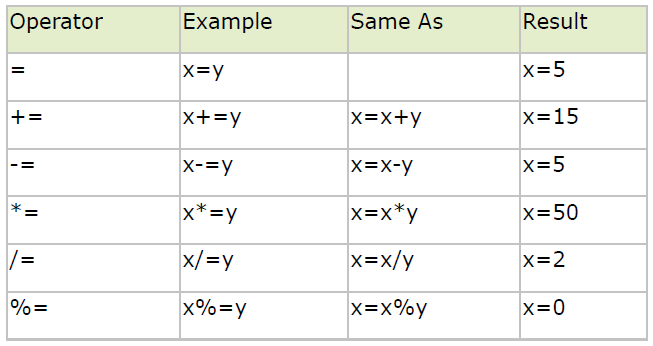 Operator Example Same As Result
= x=y x=5
+= x+=y x=x+y x=15
-= x-=y x=x-y x=5
*= x*=y x=x*y x=50
/= x/=y x=x/y x=2
%= x%=y x=x%y x=0